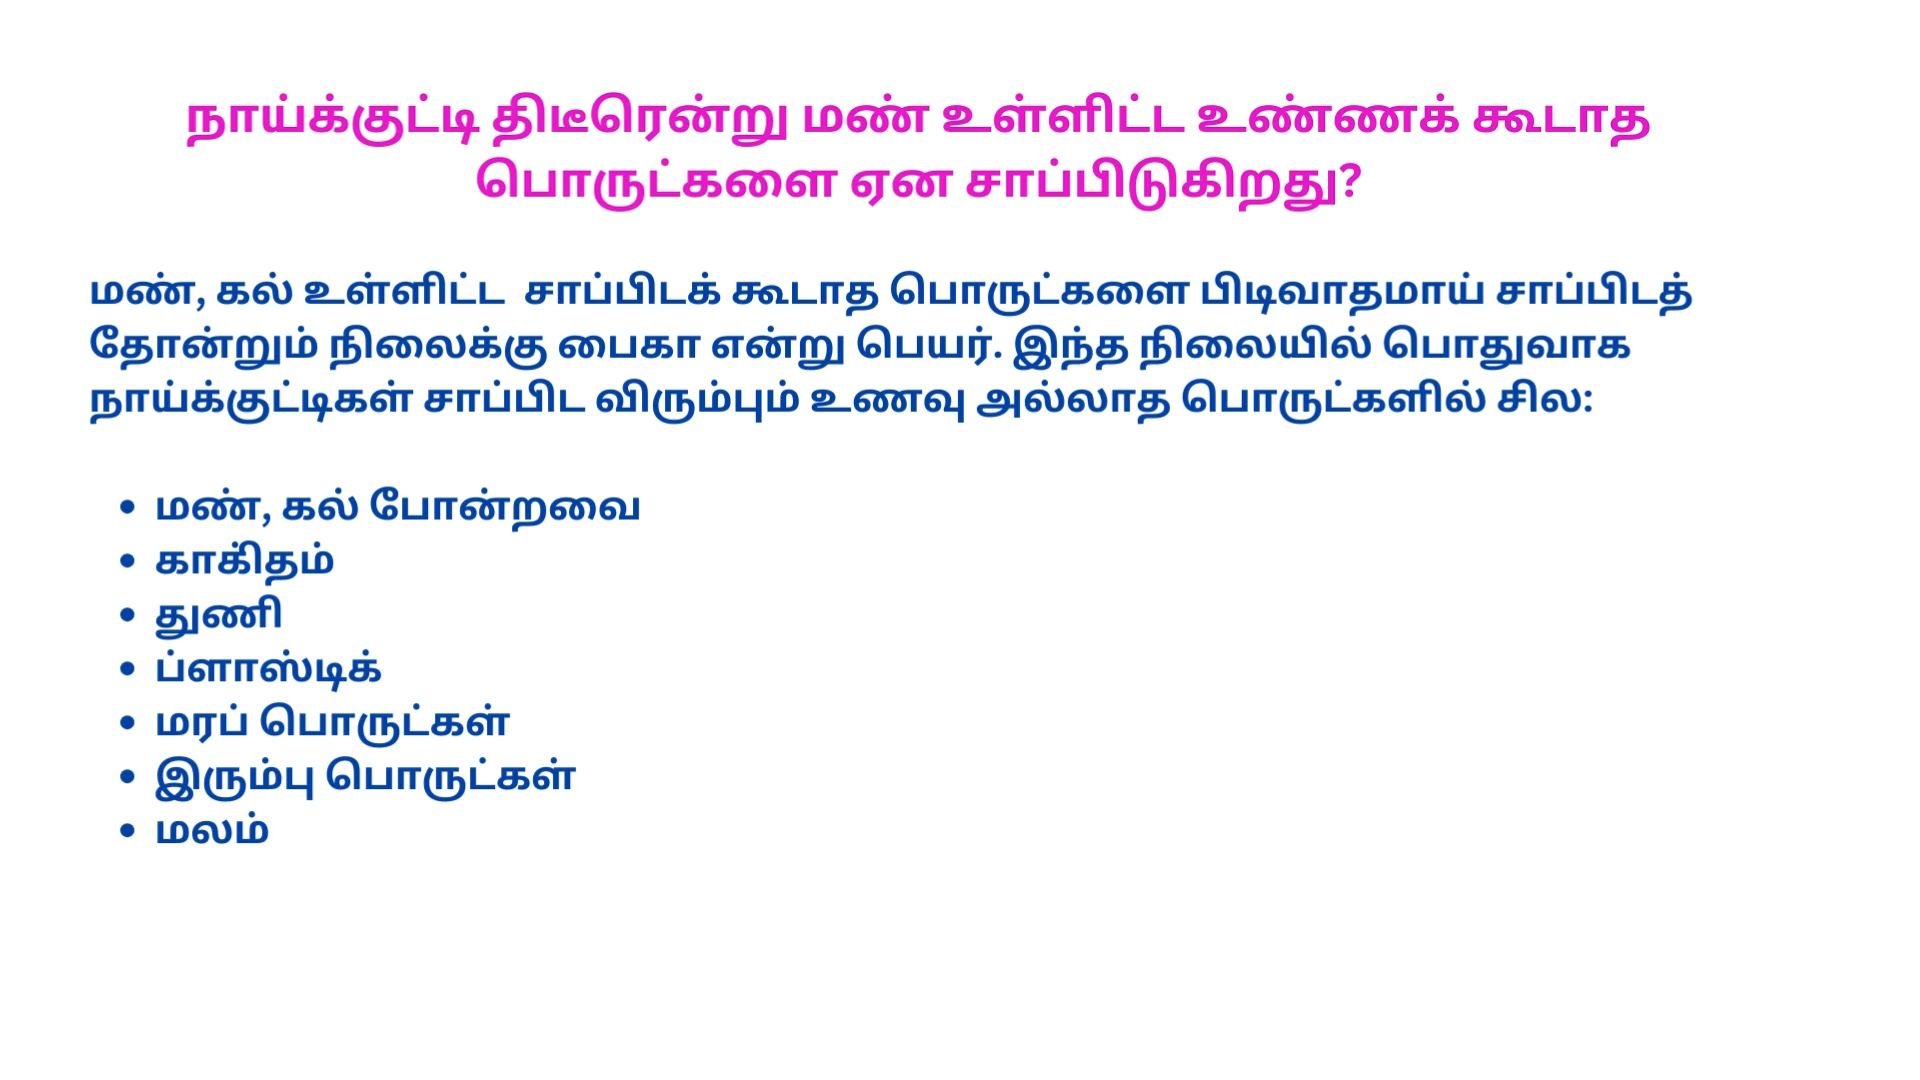 நாய்க்குட்டி திடீரென்று மண் உள்ளிட்ட உண்ணக் கூடாத
பொருட்களை ஏன சாப்பிடுகிறது?
மண், கல் உள்ளிட்ட சாப்பிடக் கூடாத பொருட்களை பிடிவாதமாய் சாப்பிடத்
தோன்றும் நிலைக்கு பைகா என்று பெயர். இந்த நிலையில் பொதுவாக
நாய்க்குட்டிகள் சாப்பிட விரும்பும் உணவு அல்லாத பொருட்களில் சில:
• மண், கல் போன்றவை
• காகி்தம்
• துணி
• ப்ளாஸ்டிக்
• மரப் பொருட்கள்
• இரும்பு பொருட்கள்
• மலம்